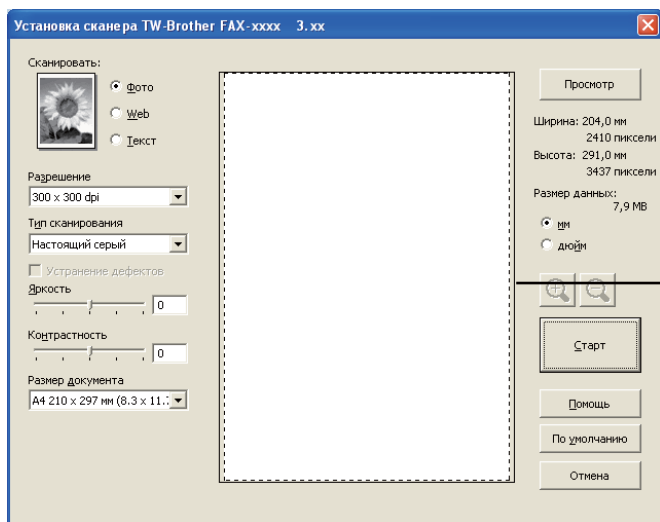 Установка сканера TW-Brother FAX-xxxx 3.xx
Сканировать:
Фото
Web
Текст
Разрешение
300 x 300 dpi
Тип сканирования
Настоящий серый
Устранение дефектов
Яркость
0
Контрастность
0
Размер документа
A4 210 x 297 мм (8.3 x 11.
Просмотр
Ширина: 204,0 мм
2410 пиксели
Высота: 291,0 мм
3437 пиксели
Размер данных:
7,9 MB
мм
дюйм
Старт
Помощь
По умолчанию
Отмена